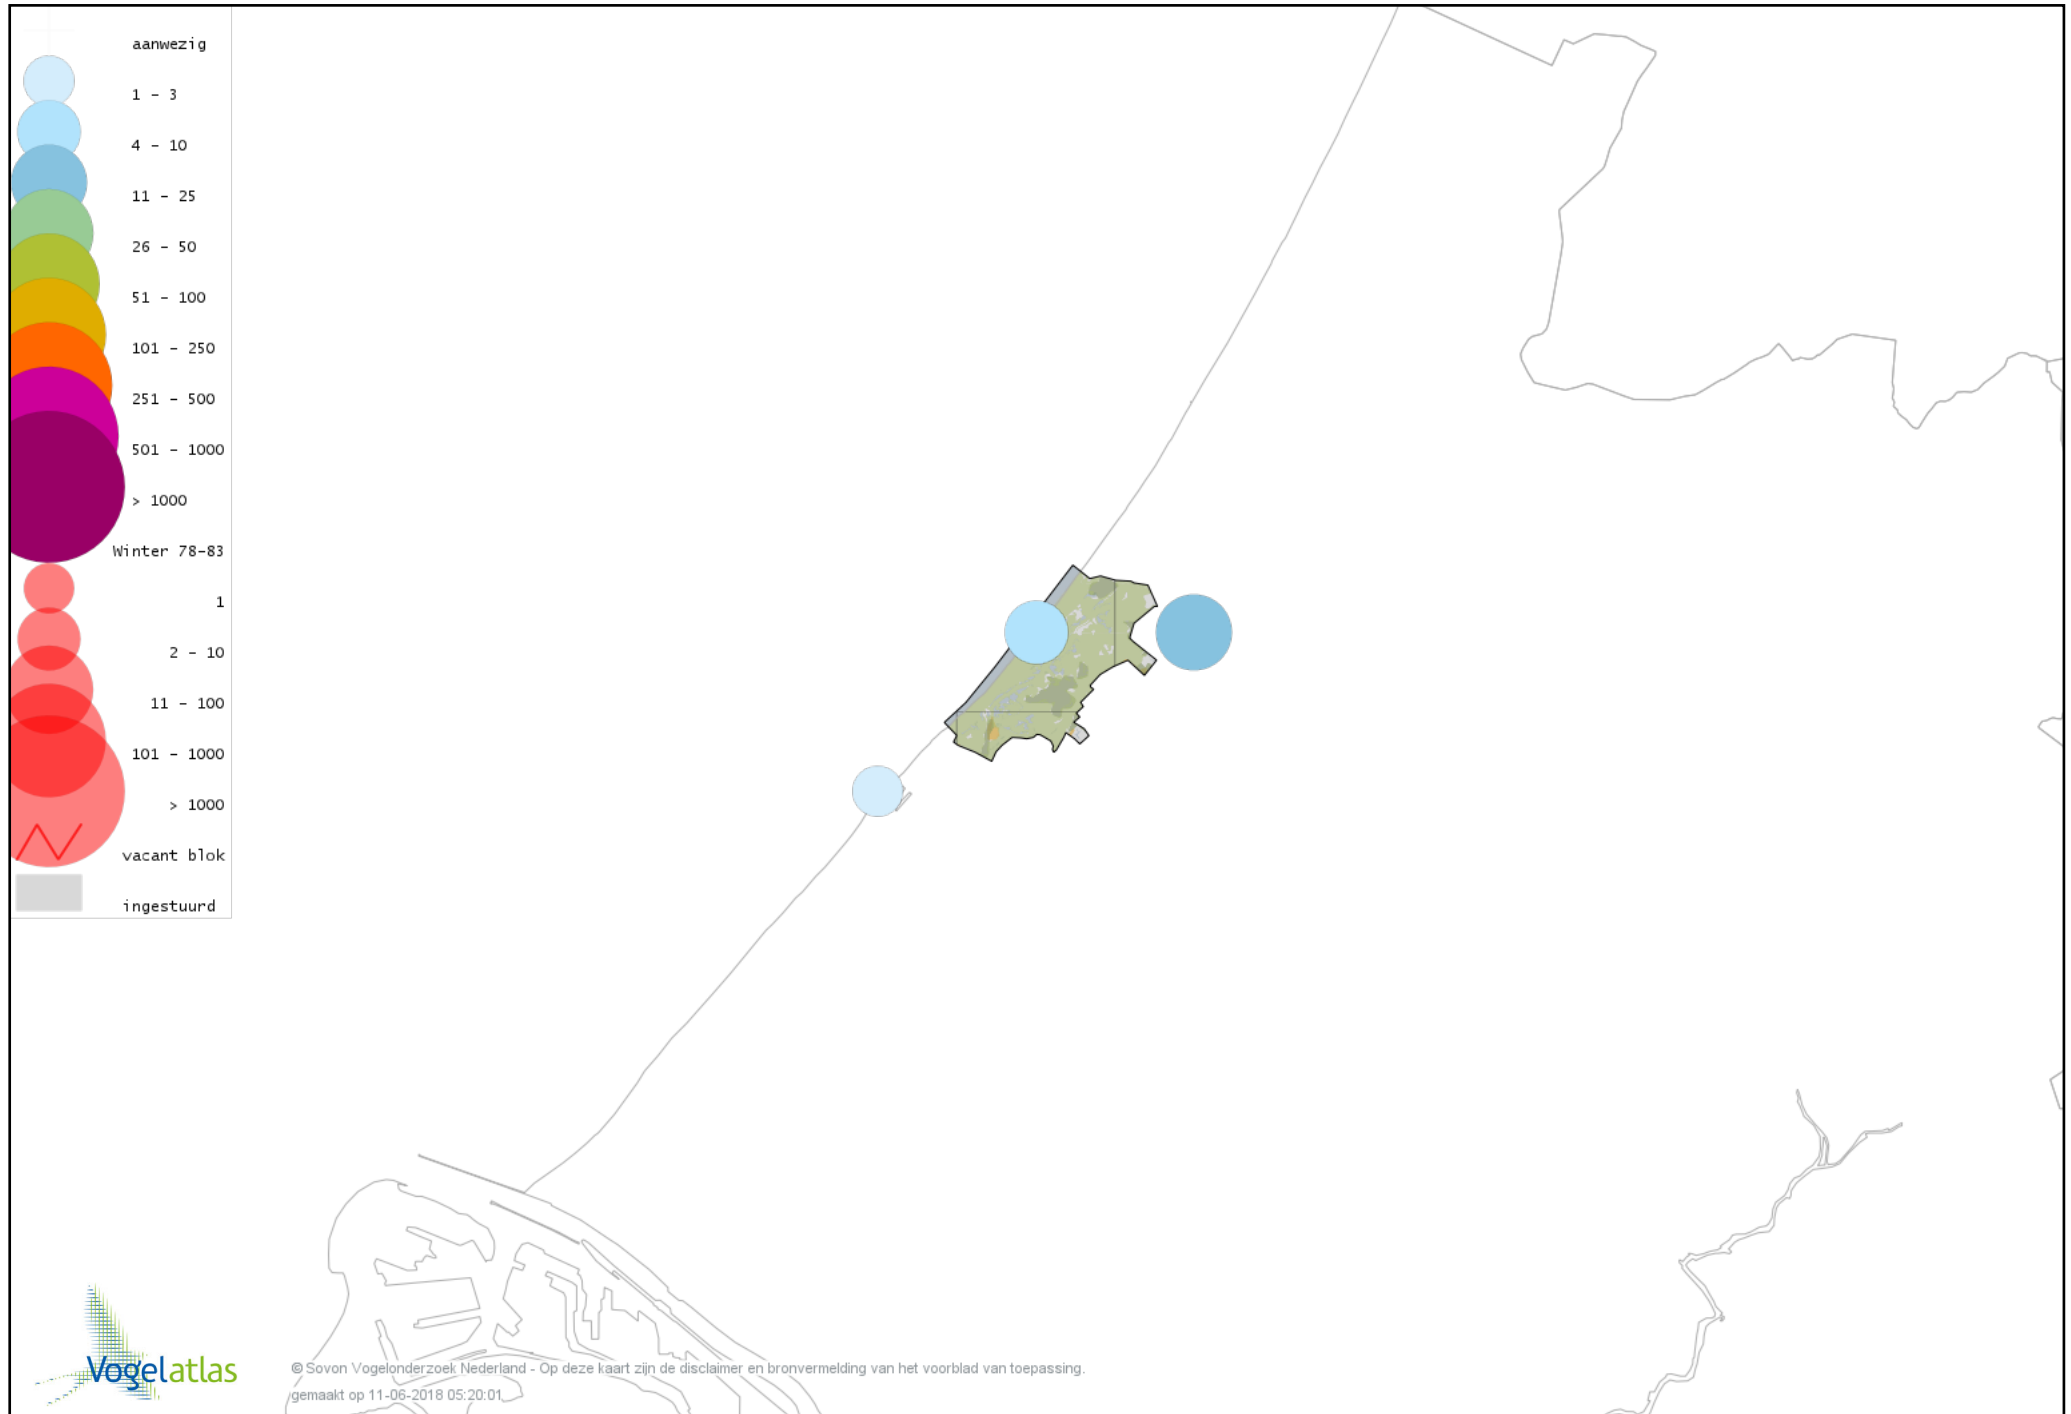 aanwezig
1 - 3
4 - 10
11 - 25
26 - 50
51 - 100
101 - 250
251 - 500
501 - 1000
> 1000
Winter 78-83
1
2 - 10
11 - 100
101 - 1000
> 1000
vacant blok
ingestuurd
Vogelatlas
© Sovon Vogelonderzoek Nederland - Op deze kaart zijn de disclaimer en bronvermelding van het voorblad van toepassing.
gemaakt op 11-06-2018 05:20:01